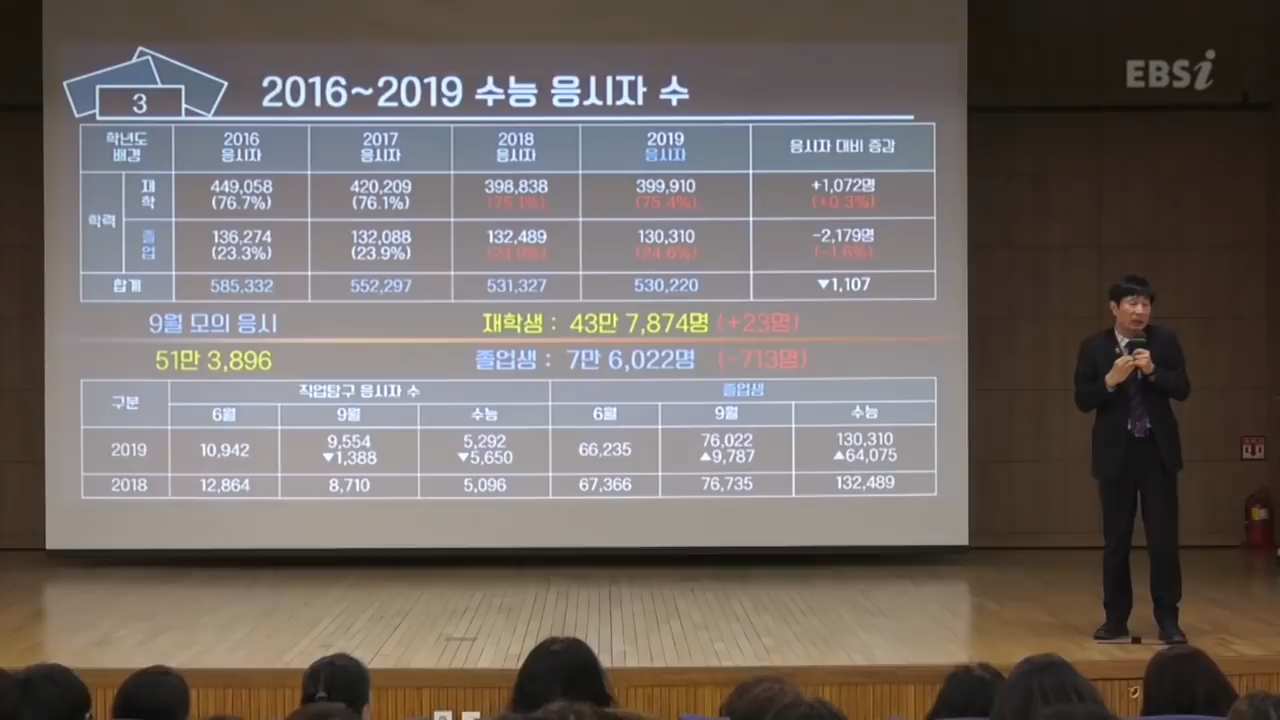 EBSi
3
2016~2019 수능 응시자 수
학년도 배경 2016 응시자 2017 응시자 2018 응시자 2019 응시자 응시자 대비 증감
학력 재학 449,058 (76.7%) 420,209 (76.1%) 398,838 (75.1%) 399,910 (75.4%) +1,072명 (+0.3%)
졸업 136,274 (23.3%) 132,088 (23.9%) 132,489 (24.9%) 130,310 (24.6%) -2,179명 (-1.6%)
합계 585,332 552,297 531,327 530,220 ▼1,107
9월 모의 응시 재학생 : 43만 7,874명 (+23명)
51만 3,896 졸업생 : 7만 6,022명 (-713명)
구분 직업탐구 응시자 수 졸업생
6월 9월 수능 6월 9월 수능
2019 10,942 9,554 ▼1,388 5,292 ▼5,650 66,235 76,022 ▲9,787 130,310 ▲64,075
2018 12,864 8,710 5,096 67,366 76,735 132,489